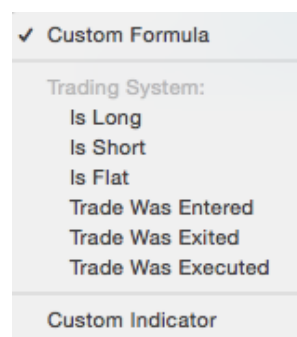 ✓ Custom Formula
Trading System:
Is Long
Is Short
Is Flat
Trade Was Entered
Trade Was Exited
Trade Was Executed
Custom Indicator